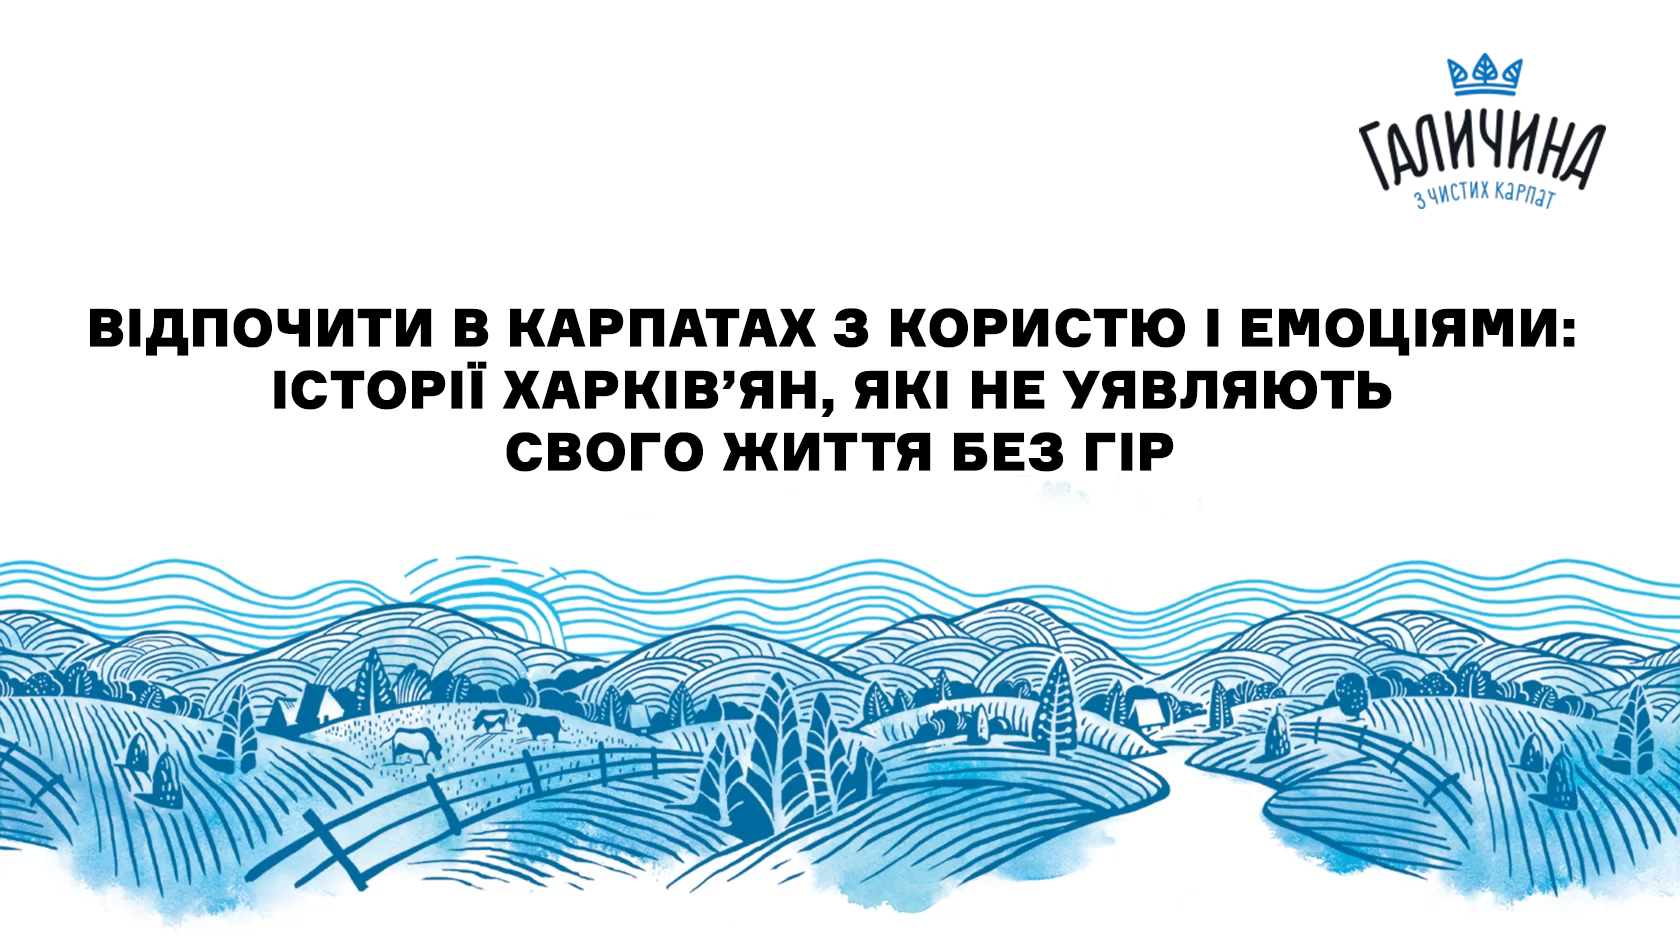 ГАЛИЧИНА
З ЧИСТИХ КАРПАТ
ВІДПОЧИТИ В КАРПАТАХ З КОРИСТЮ І ЕМОЦІЯМИ:
ІСТОРІЇ ХАРКІВ’ЯН, ЯКІ НЕ УЯВЛЯЮТЬ
СВОГО ЖИТТЯ БЕЗ ГІР